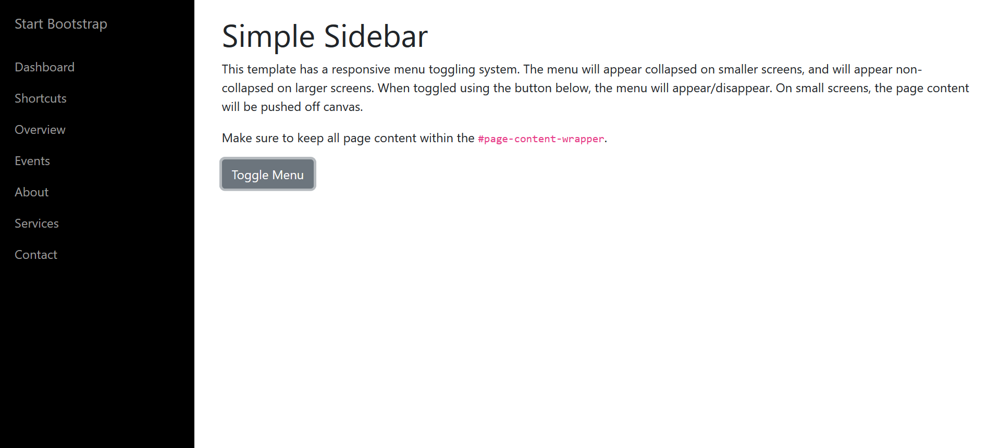 Start Bootstrap
Dashboard
Shortcuts
Overview
Events
About
Services
Contact
Simple Sidebar
This template has a responsive menu toggling system. The menu will appear collapsed on smaller screens, and will appear non-
collapsed on larger screens. When toggled using the button below, the menu will appear/disappear. On small screens, the page content
will be pushed off canvas.
Make sure to keep all page content within the #page-content-wrapper.
Toggle Menu